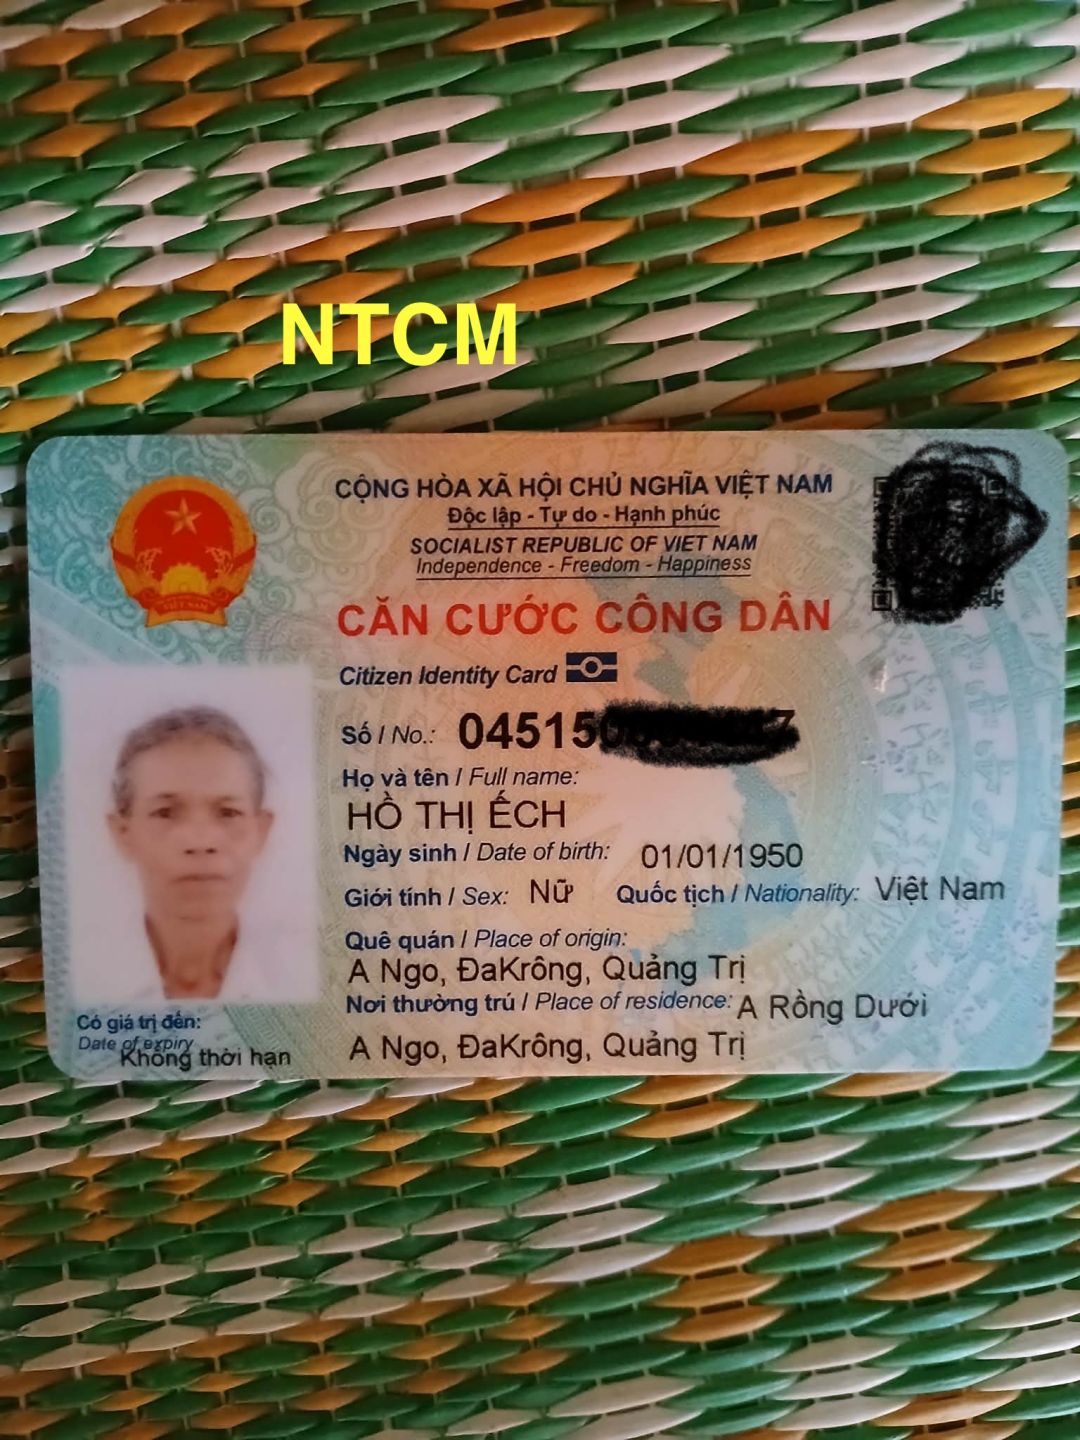 NTCM
CỘNG HÒA XÃ HỘI CHỦ NGHĨA VIỆT NAM
Độc lập - Tự do - Hạnh phúc
SOCIALIST REPUBLIC OF VIET NAM
Independence - Freedom - Happiness
CĂN CƯỚC CÔNG DÂN
Citizen Identity Card
Số / No.: 045150
Họ và tên / Full name:
HỒ THỊ ẾCH
Ngày sinh / Date of birth: 01/01/1950
Giới tính / Sex: Nữ Quốc tịch / Nationality: Việt Nam
Quê quán / Place of origin:
A Ngo, ĐaKrông, Quảng Trị
Nơi thường trú / Place of residence: A Rồng Dưới
A Ngo, ĐaKrông, Quảng Trị
Có giá trị đến:
Date of expiry
Không thời hạn
VIỆT NAM